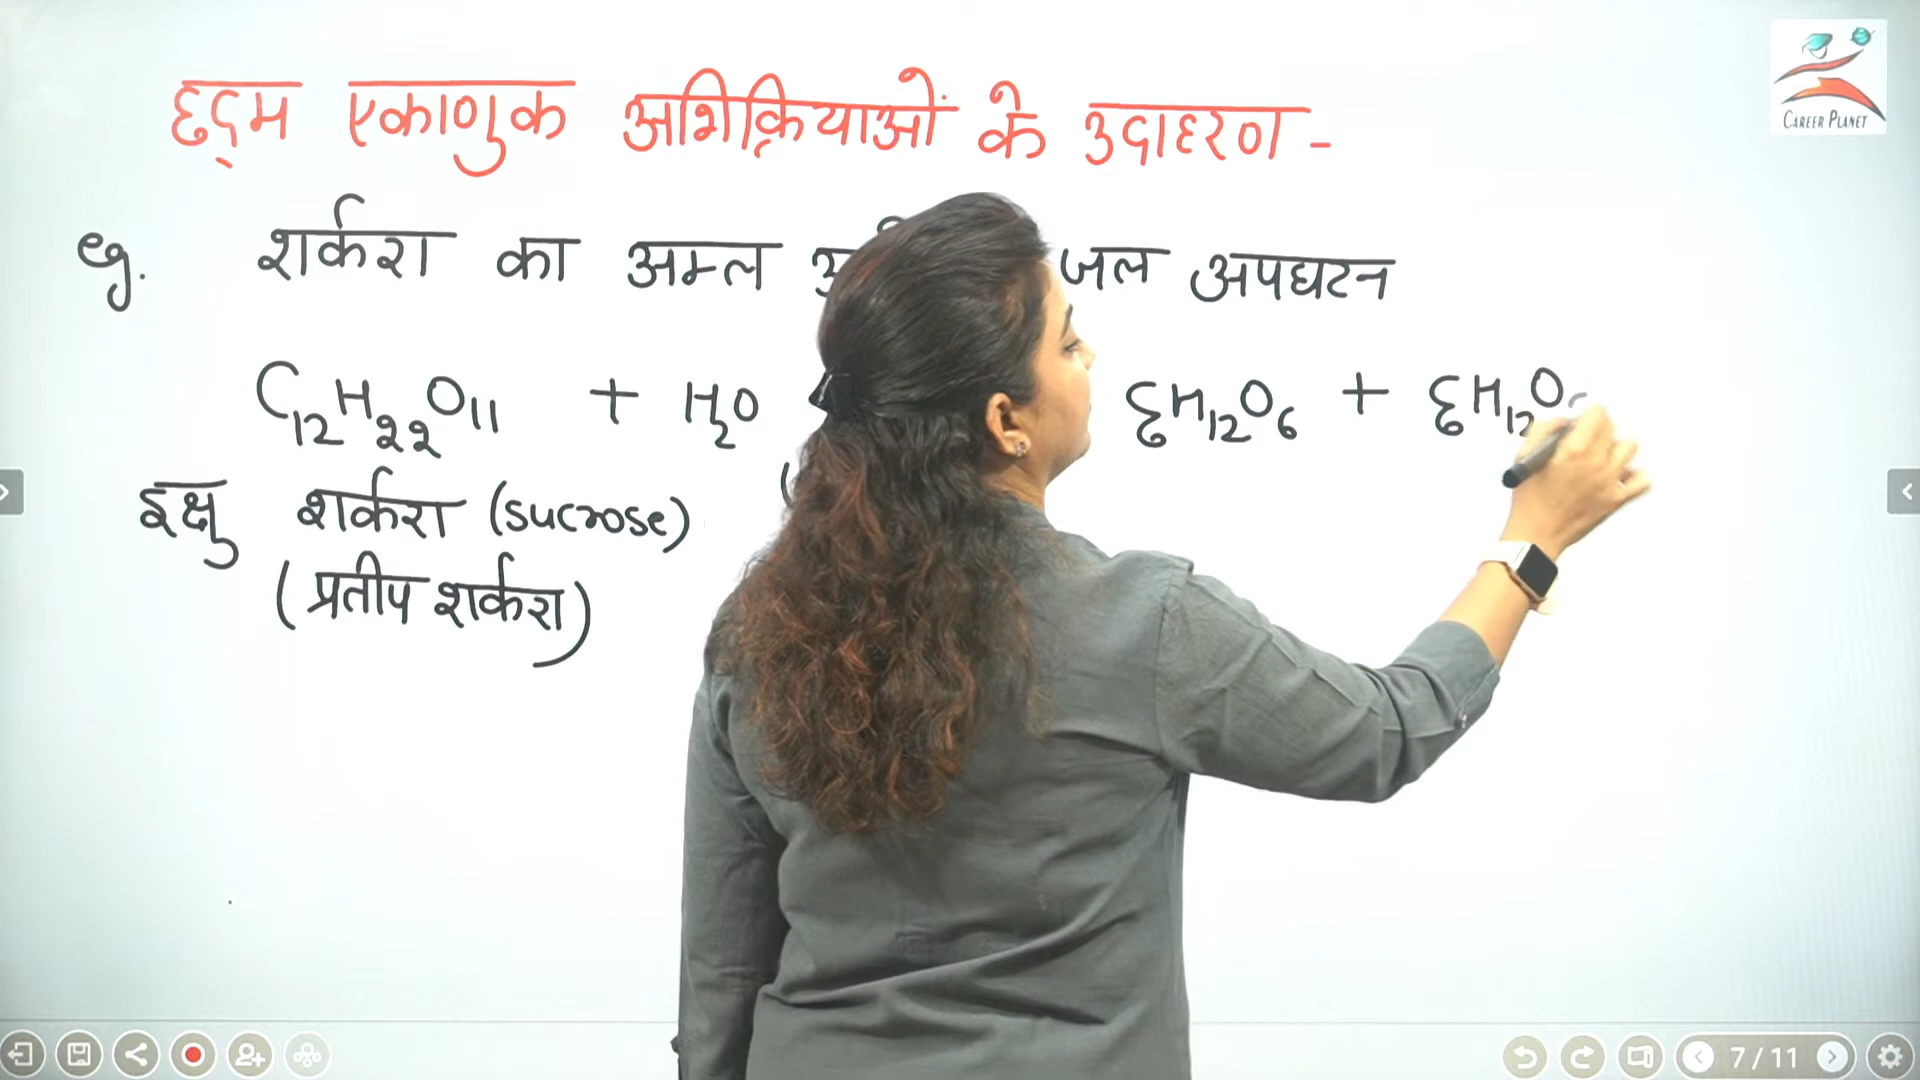 छद्म एकाणुक अभिक्रियाओं के उदाहरण -
eg. शर्करा का अम्ल जल अपघटन
C12H22O11 + H2O C6H12O6 + C6H12O
इक्षु शर्करा (sucrose)
(प्रतीप शर्करा)
CAREER PLANET
7 / 11